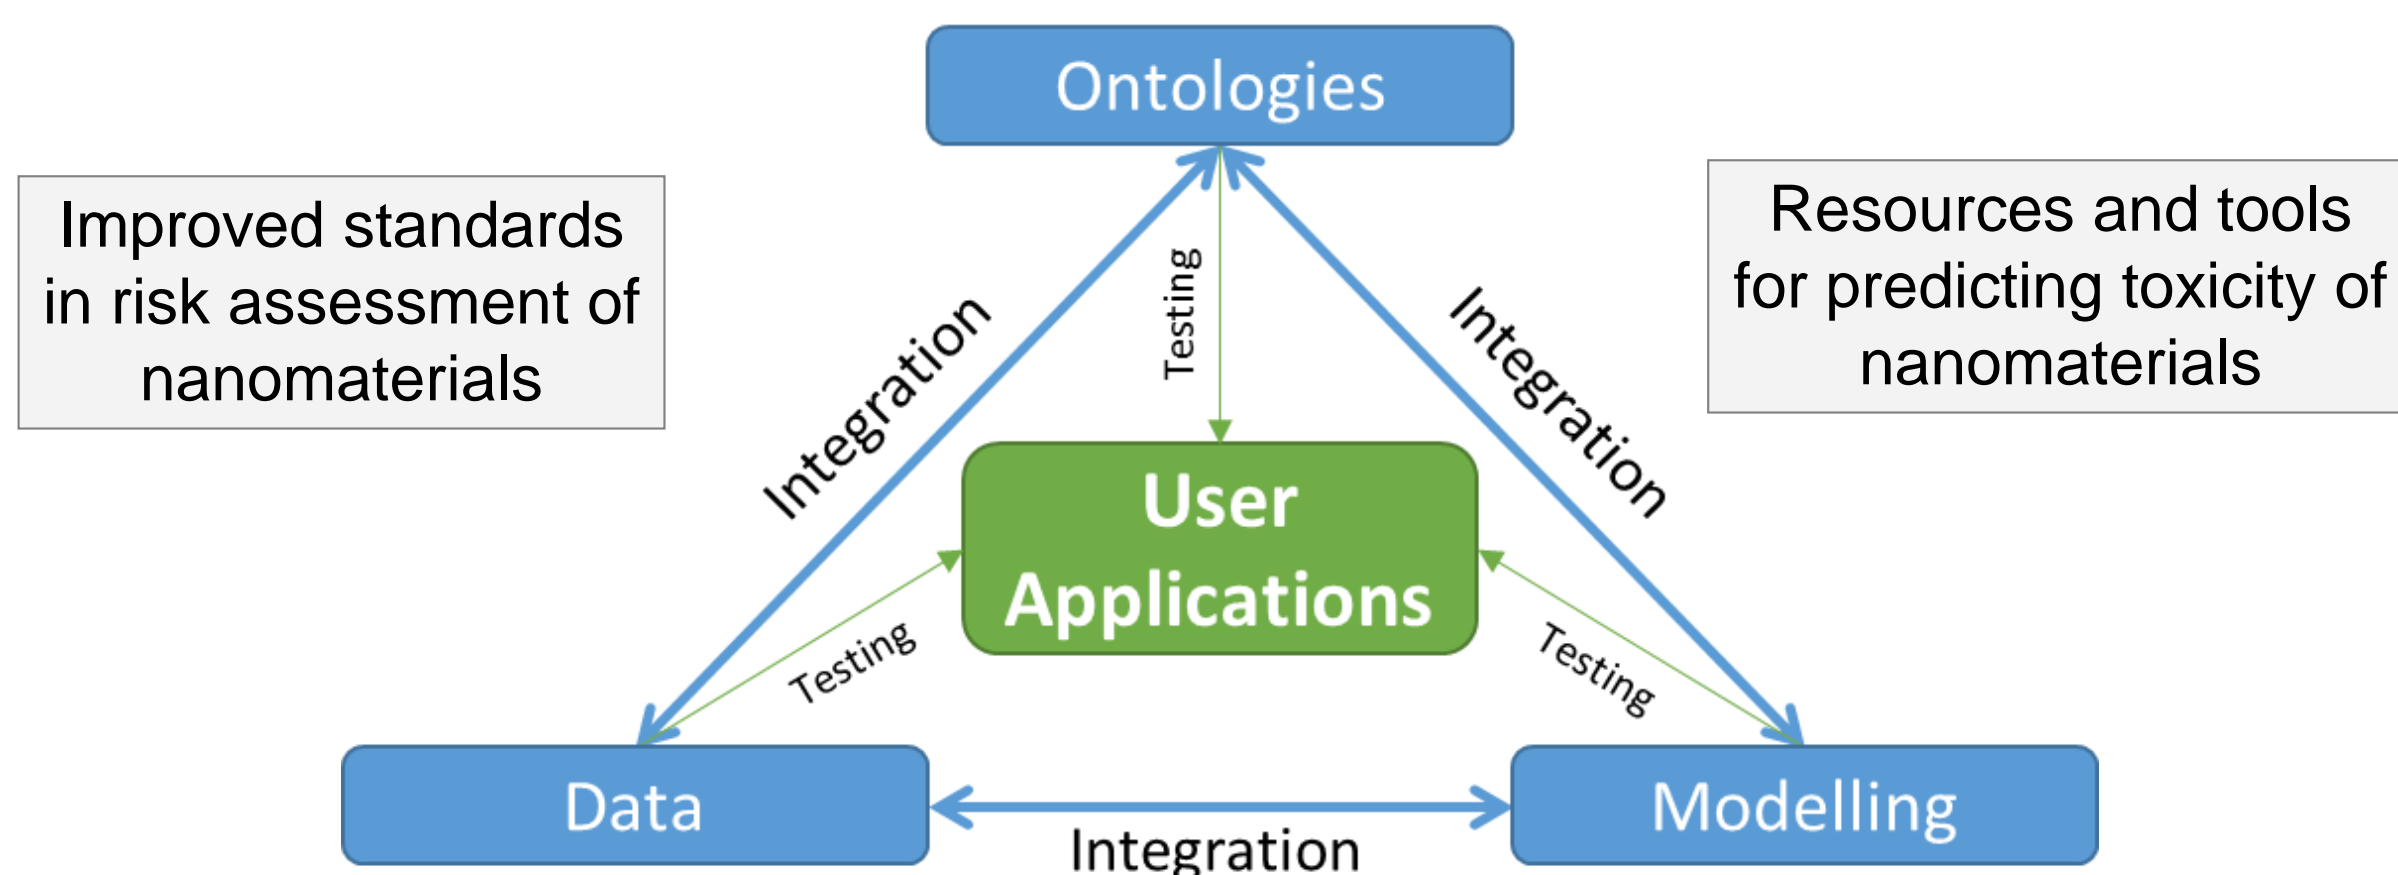 Ontologies
Improved standards
in risk assessment of
nanomaterials
Resources and tools
for predicting toxicity of
nanomaterials
Testing
Integration
Integration
User
Applications
Testing
Testing
Data
Modelling
Integration